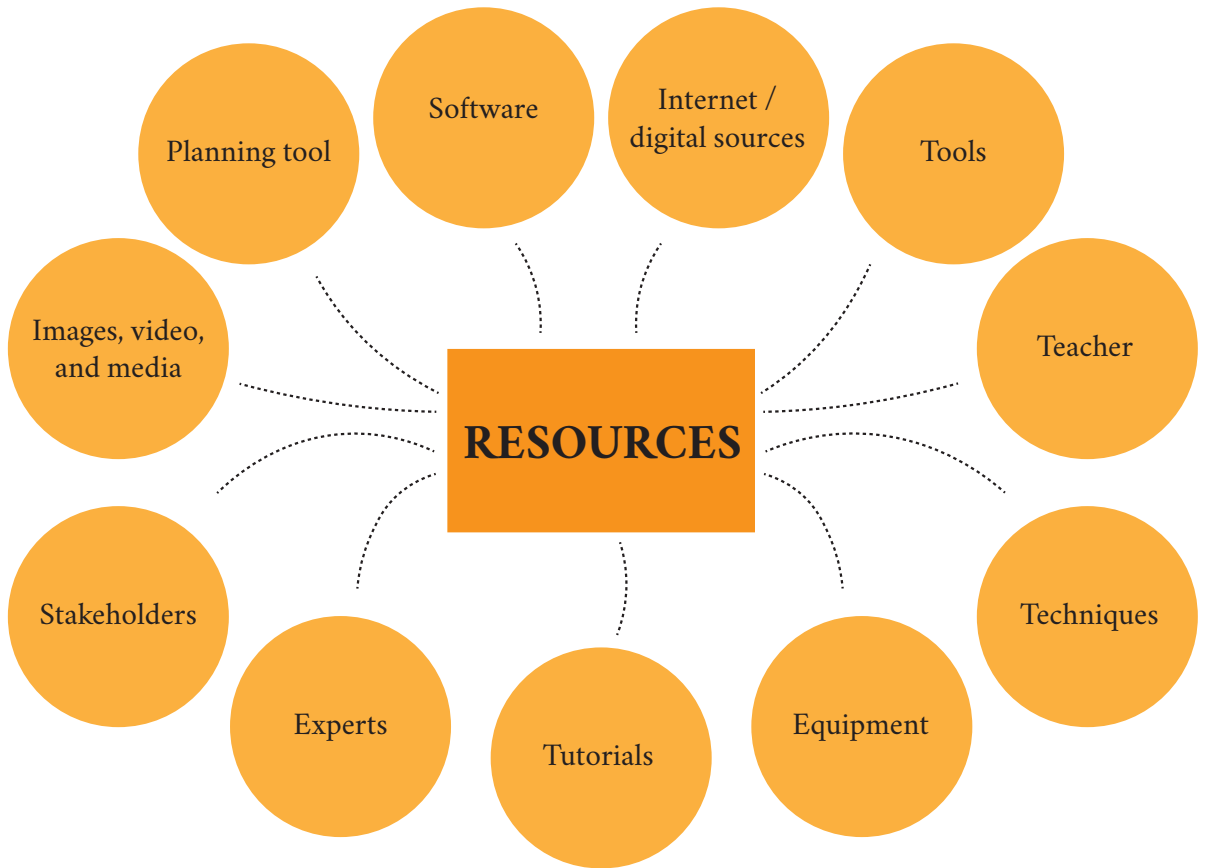 Software
Internet /
digital sources
Planning tool
Tools
Images, video,
and media
Teacher
RESOURCES
Stakeholders
Techniques
Experts
Tutorials
Equipment